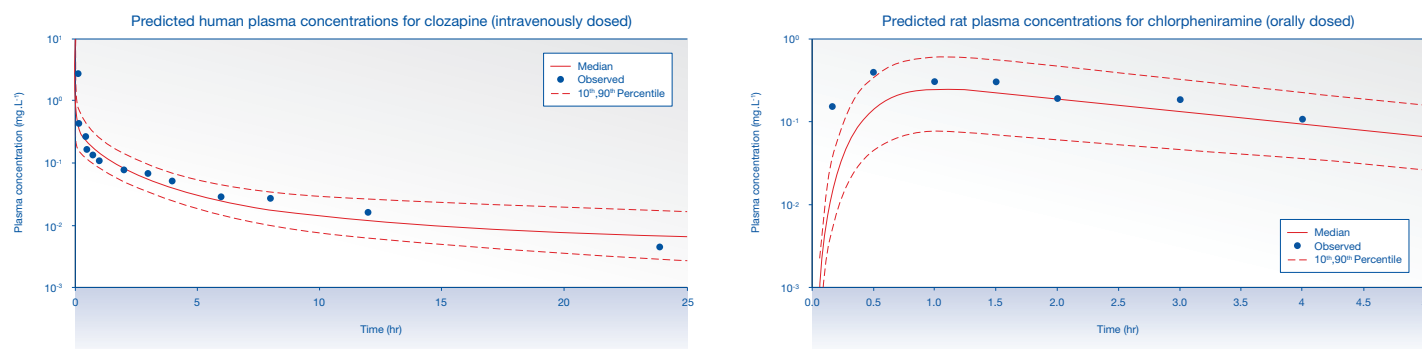 Predicted human plasma concentrations for clozapine (intravenously dosed)
Plasma concentration (mg.L⁻¹)
10¹
10⁰
10⁻¹
10⁻²
10⁻³
Median
Observed
10ᵗʰ,90ᵗʰ Percentile
0 5 10 15 20 25
Time (hr)
Predicted rat plasma concentrations for chlorpheniramine (orally dosed)
Plasma concentration (mg.L⁻¹)
10⁰
10⁻¹
10⁻²
10⁻³
Median
Observed
10ᵗʰ,90ᵗʰ Percentile
0.0 0.5 1.0 1.5 2.0 2.5 3.0 3.5 4 4.5
Time (hr)